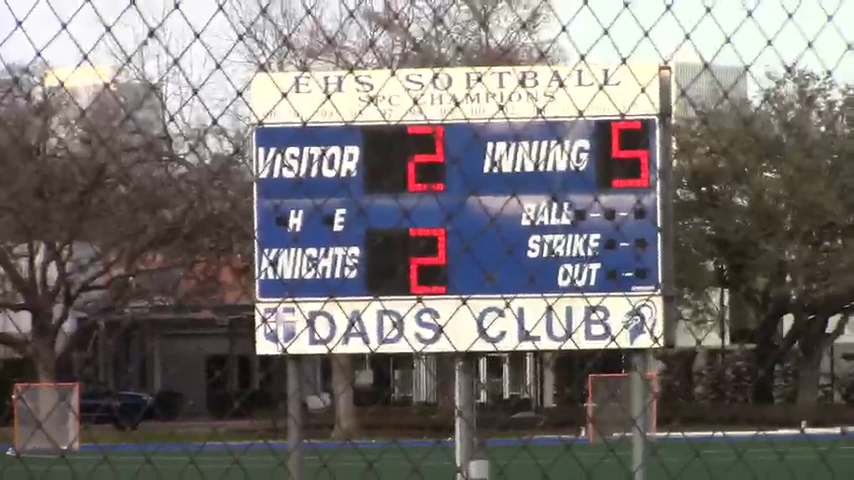 EHS SOFTBALL
SPC CHAMPIONS
VISITOR 2 INNING 5
H E BALL
KNIGHTS 2 STRIKE
OUT
DADS CLUB